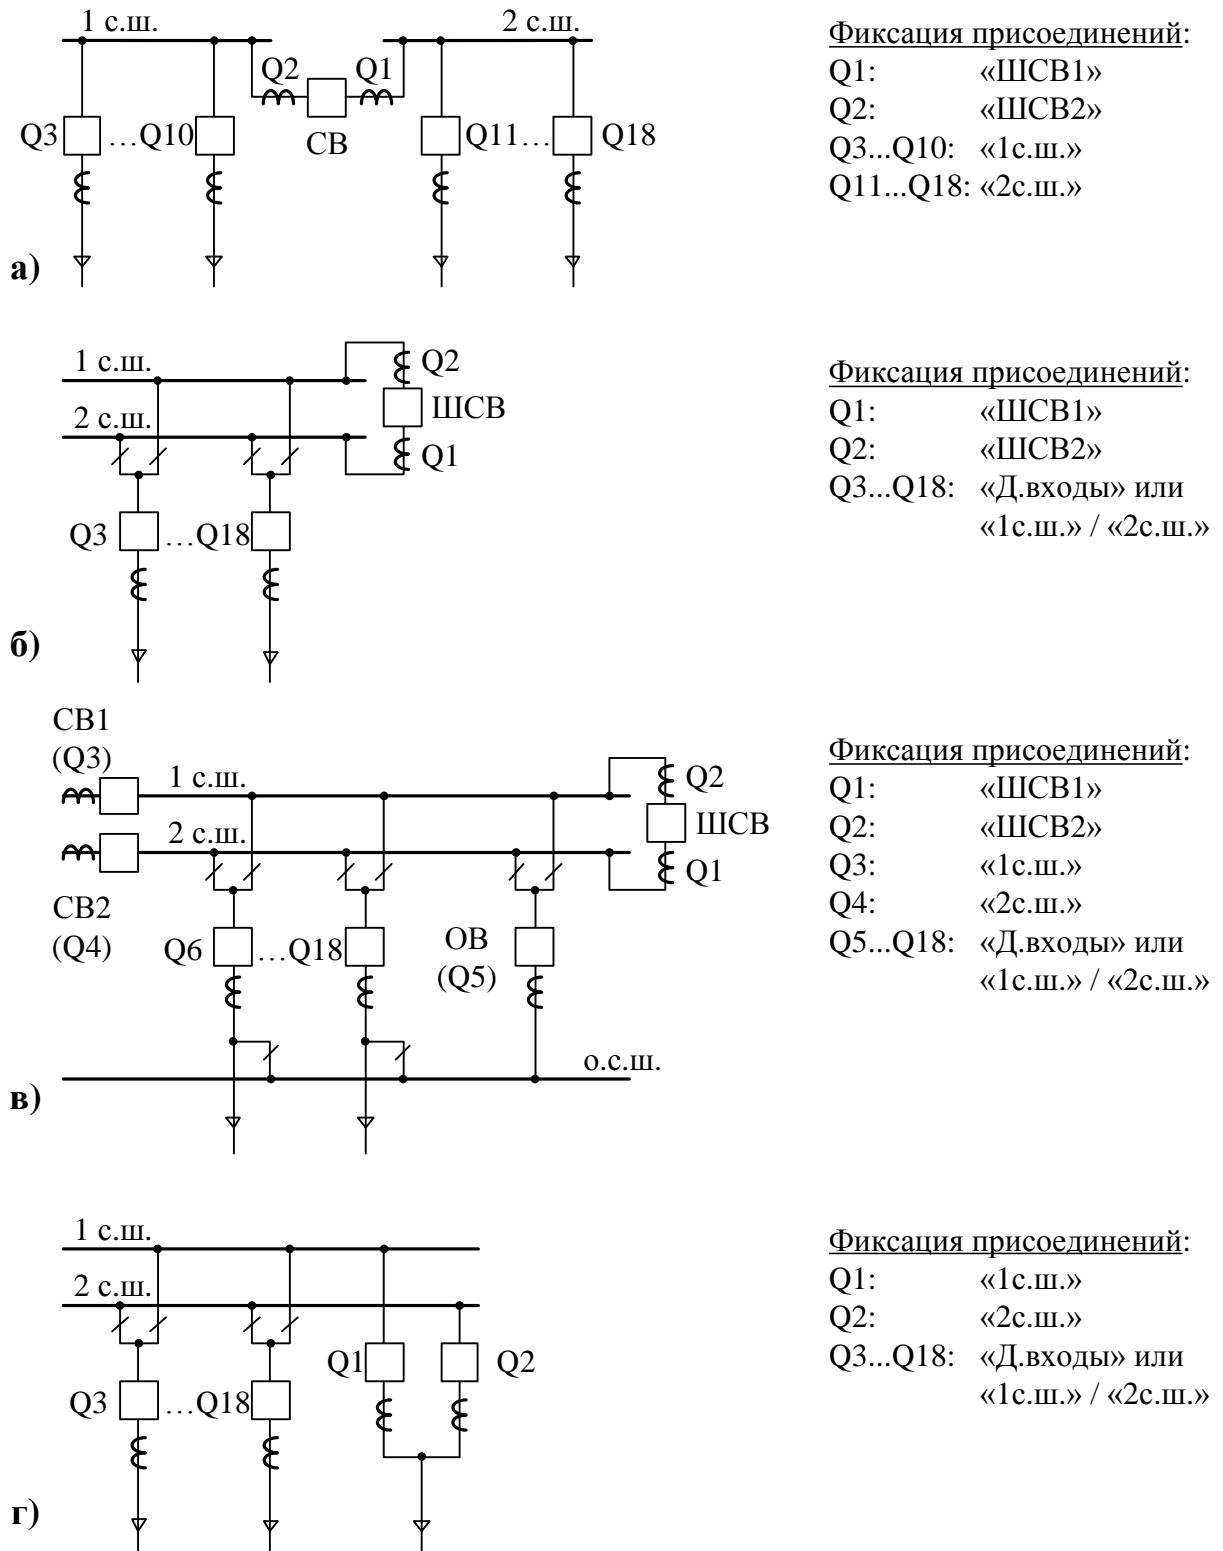 1 с.ш.
2 с.ш.
Q2
Q1
Q3
…Q10
СВ
Q11…
Q18
а)
Фиксация присоединений:
Q1: «ШСВ1»
Q2: «ШСВ2»
Q3...Q10: «1с.ш.»
Q11...Q18: «2с.ш.»
1 с.ш.
Q2
ШСВ
2 с.ш.
Q1
Q3
…Q18
б)
Фиксация присоединений:
Q1: «ШСВ1»
Q2: «ШСВ2»
Q3...Q18: «Д.входы» или
«1с.ш.» / «2с.ш.»
СВ1
(Q3)
1 с.ш.
Q2
ШСВ
2 с.ш.
Q1
СВ2
(Q4)
Q6
…Q18
ОВ
(Q5)
о.с.ш.
в)
Фиксация присоединений:
Q1: «ШСВ1»
Q2: «ШСВ2»
Q3: «1с.ш.»
Q4: «2с.ш.»
Q5...Q18: «Д.входы» или
«1с.ш.» / «2с.ш.»
1 с.ш.
2 с.ш.
Q1
Q2
Q3
…Q18
г)
Фиксация присоединений:
Q1: «1с.ш.»
Q2: «2с.ш.»
Q3...Q18: «Д.входы» или
«1с.ш.» / «2с.ш.»